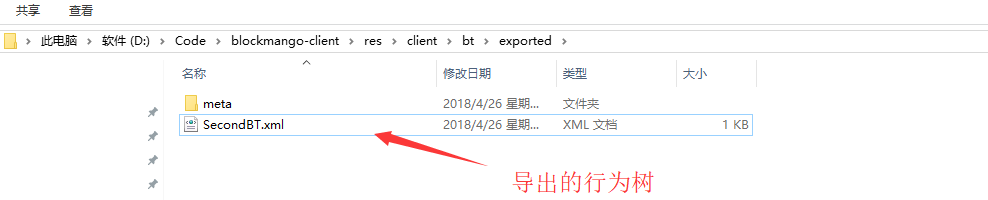 共享 查看
此电脑 › 软件 (D:) › Code › blockmango-client › res › client › bt › exported ›
名称 修改日期 类型 大小
meta 2018/4/26 星期... 文件夹
SecondBT.xml 2018/4/26 星期... XML 文档 1 KB
导出的行为树